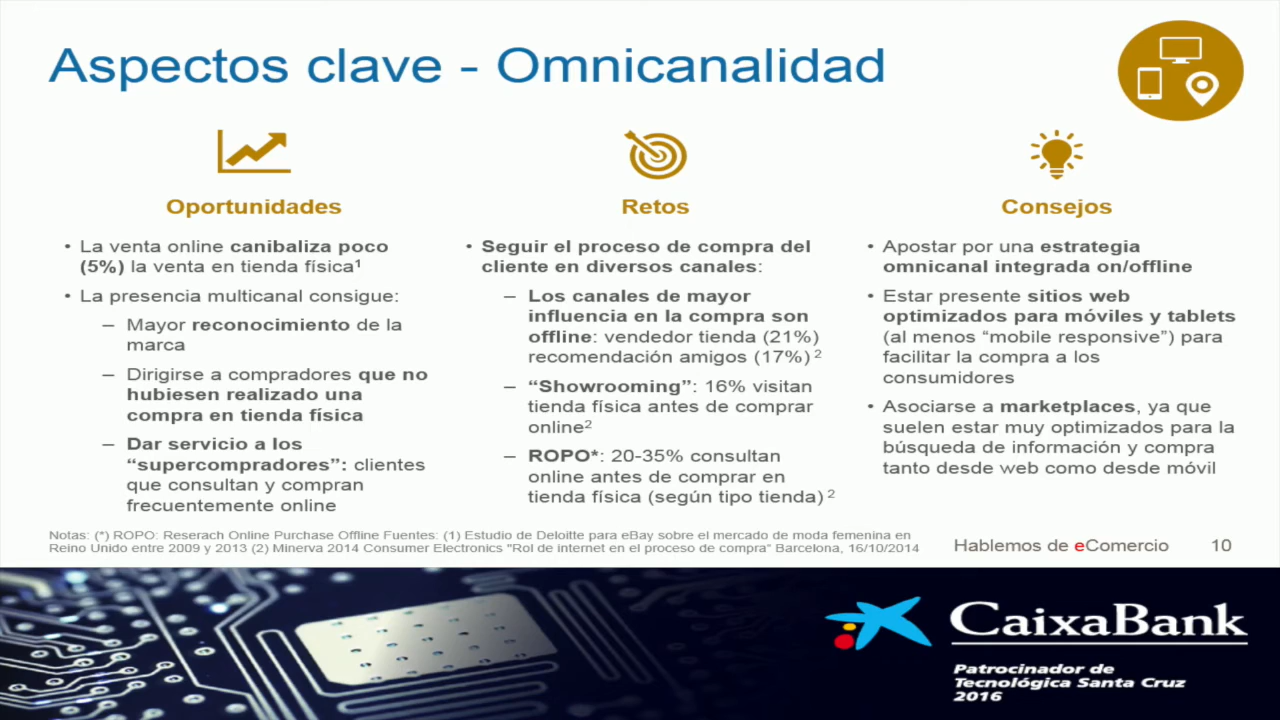 Aspectos clave - Omnicanalidad
Oportunidades
• La venta online canibaliza poco
(5%) la venta en tienda física¹
• La presencia multicanal consigue:
– Mayor reconocimiento de la
marca
– Dirigirse a compradores que no
hubiesen realizado una
compra en tienda física
– Dar servicio a los
“supercompradores”: clientes
que consultan y compran
frecuentemente online
Retos
• Seguir el proceso de compra del
cliente en diversos canales:
– Los canales de mayor
influencia en la compra son
offline: vendedor tienda (21%)
recomendación amigos (17%) ²
– “Showrooming”: 16% visitan
tienda física antes de comprar
online²
– ROPO*: 20-35% consultan
online antes de comprar en
tienda física (según tipo tienda) ²
Consejos
• Apostar por una estrategia
omnicanal integrada on/offline
• Estar presente sitios web
optimizados para móviles y tablets
(al menos “mobile responsive”) para
facilitar la compra a los
consumidores
• Asociarse a marketplaces, ya que
suelen estar muy optimizados para la
búsqueda de información y compra
tanto desde web como desde móvil
Notas: (*) ROPO: Reserach Online Purchase Offline Fuentes: (1) Estudio de Deloitte para eBay sobre el mercado de moda femenina en
Reino Unido entre 2009 y 2013 (2) Minerva 2014 Consumer Electronics "Rol de internet en el proceso de compra" Barcelona, 16/10/2014
Hablemos de eComercio 10
CaixaBank
Patrocinador de
Tecnológica Santa Cruz
2016